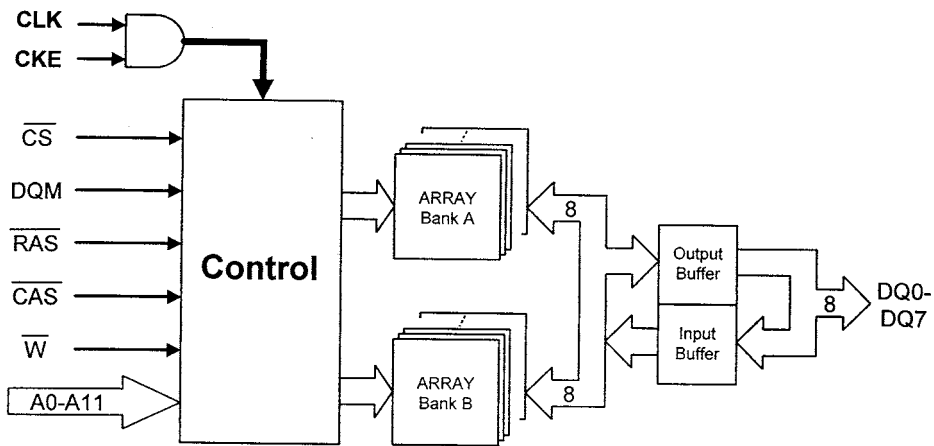 CLK
CKE
CS
DQM
RAS
CAS
W
A0-A11
Control
ARRAY
Bank A
ARRAY
Bank B
8
8
Output
Buffer
Input
Buffer
8
DQ0-
DQ7